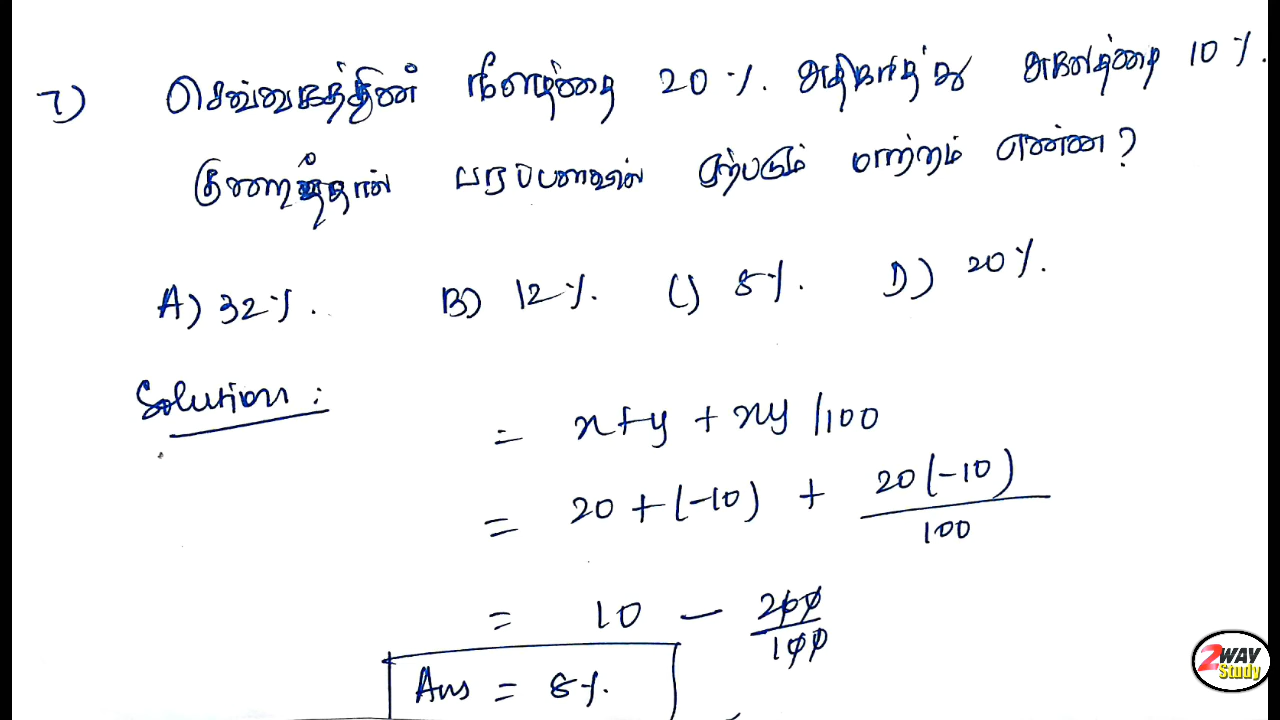 7) செவ்வகத்தின் நீளத்தை 20%. அதிகரித்து அகலத்தை 10%.
குறைத்தால் பரப்பளவில் ஏற்படும் மாற்றம் என்ன?
A) 32%. B) 12%. C) 8%. D) 20%.
Solution :
= x+y + xy /100
= 20 + (-10) + 20(-10)
100
= 10 - 200
100
Ans = 8%.
2WAY
Study